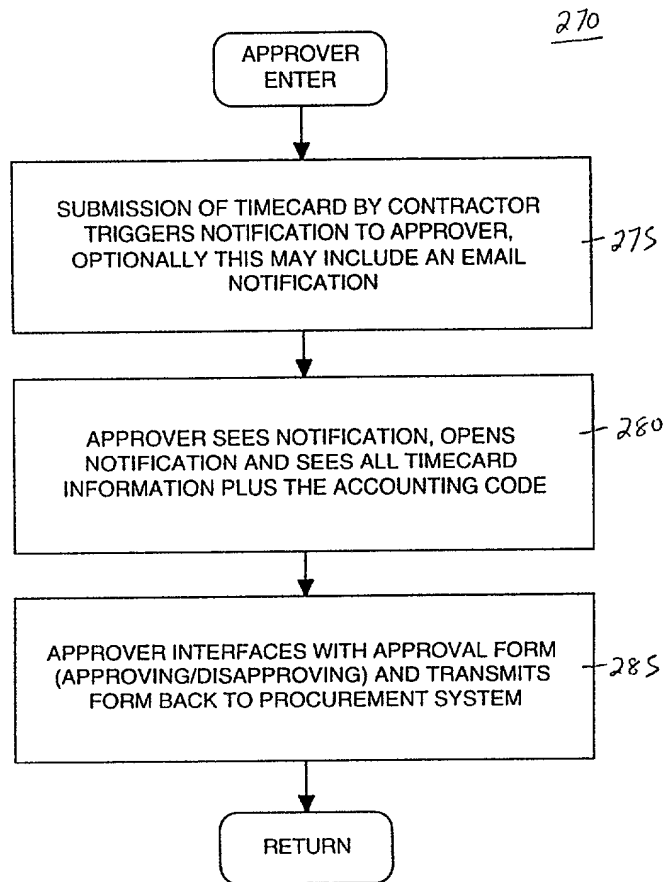 270
APPROVER
ENTER
SUBMISSION OF TIMECARD BY CONTRACTOR
TRIGGERS NOTIFICATION TO APPROVER,
OPTIONALLY THIS MAY INCLUDE AN EMAIL
NOTIFICATION
275
APPROVER SEES NOTIFICATION, OPENS
NOTIFICATION AND SEES ALL TIMECARD
INFORMATION PLUS THE ACCOUNTING CODE
280
APPROVER INTERFACES WITH APPROVAL FORM
(APPROVING/DISAPPROVING) AND TRANSMITS
FORM BACK TO PROCUREMENT SYSTEM
285
RETURN